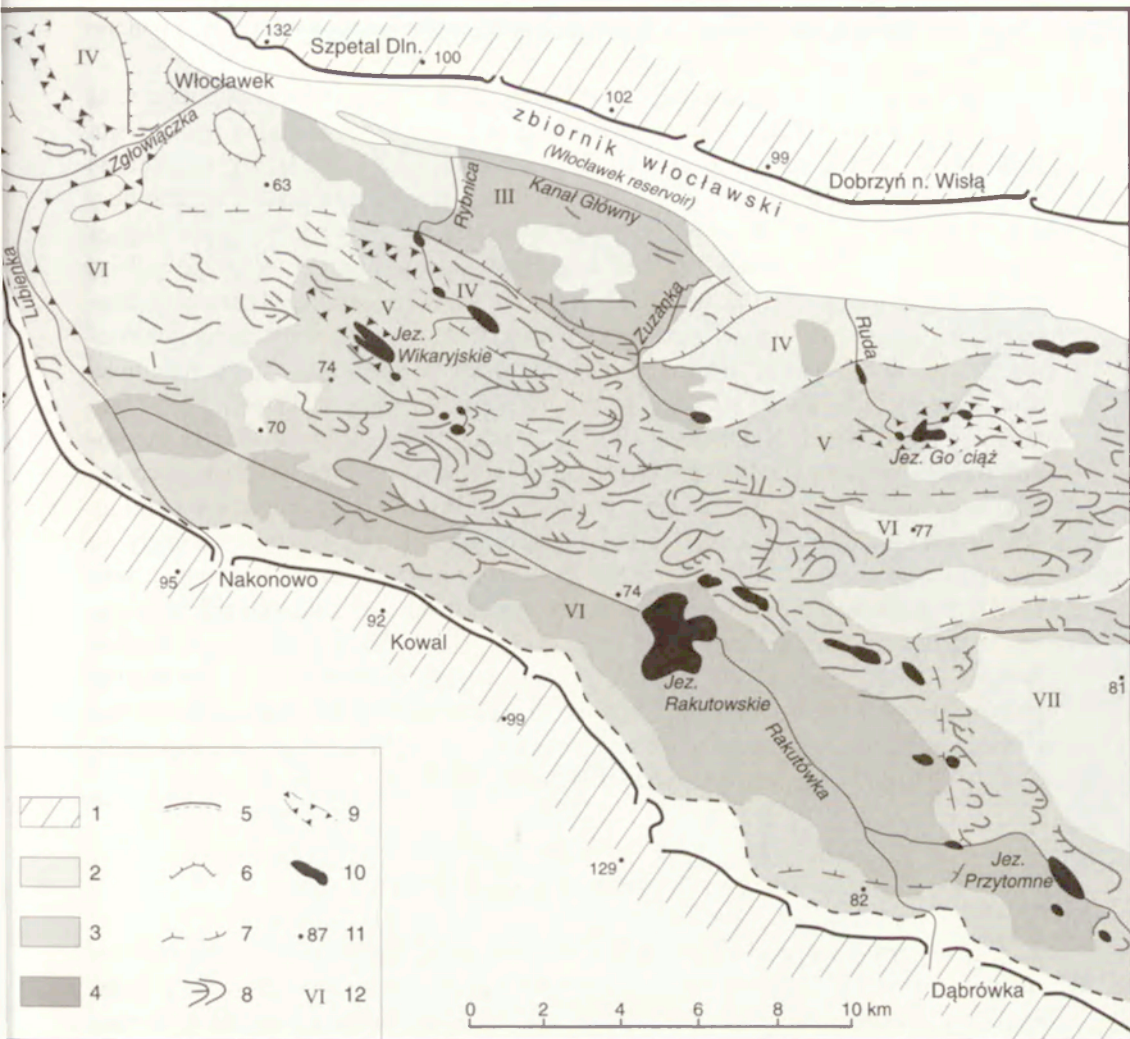 132
Szpetal Dln.
100
IV
Włocławek
102
zbiornik włocławski
(Włocławek reservoir)
Zgłowiączka
99
Dobrzyń n. Wisłą
63
Rybnica
III
Kanał Główny
Lubieńka
VI
IV
V
Zuzanka
Jez.
Wikaryjskie
IV
Ruda
74
70
V
Jez. Go´ciąż
VI
77
95
Nakonowo
92
Kowal
VI
74
Jez.
Rakutowskie
81
VII
99
Rakutówka
129
Jez.
Przytomne
82
Dąbrówka
1
5
9
2
6
10
3
7
87
11
4
8
VI
12
0 2 4 6 8 10 km